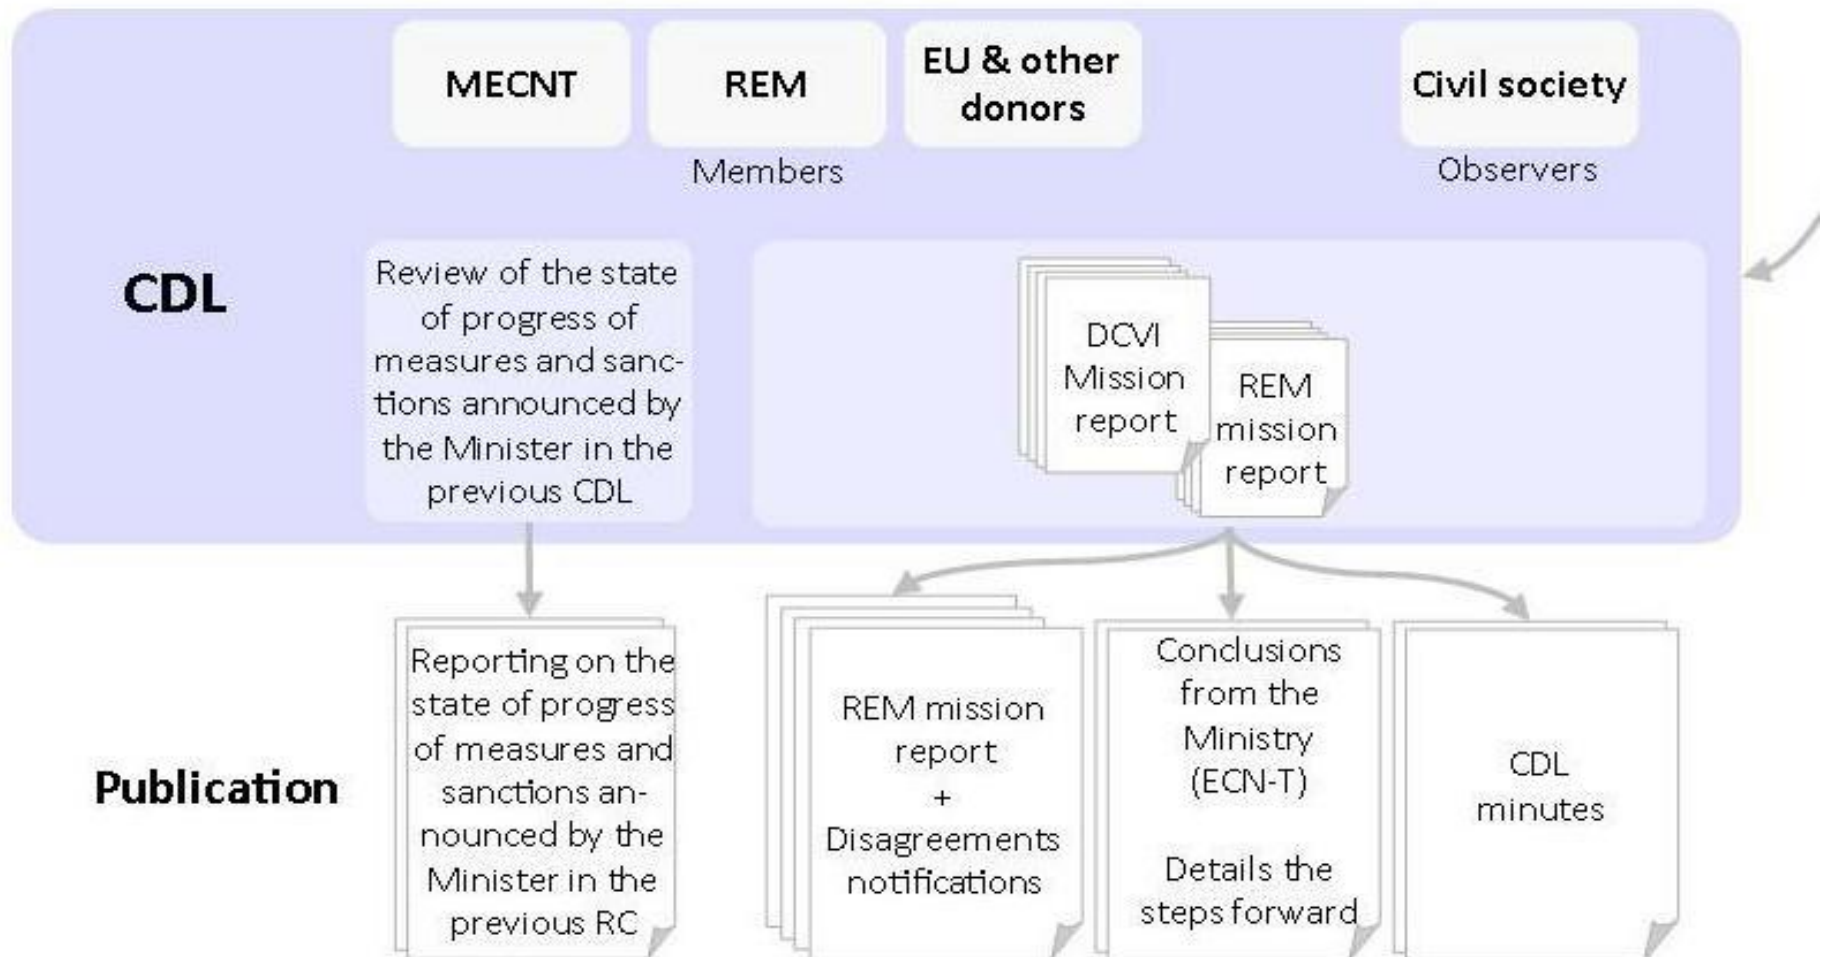 MECNT
REM
EU & other
donors
Civil society
Members
Observers
CDL
Review of the state
of progress of
measures and sanc-
tions announced by
the Minister in the
previous CDL
DCVI
Mission
report
REM
mission
report
Publication
Reporting on the
state of progress
of measures and
sanctions an-
nounced by the
Minister in the
previous RC
REM mission
report
+
Disagreements
notifications
Conclusions
from the
Ministry
(ECN-T)
Details the
steps forward
CDL
minutes